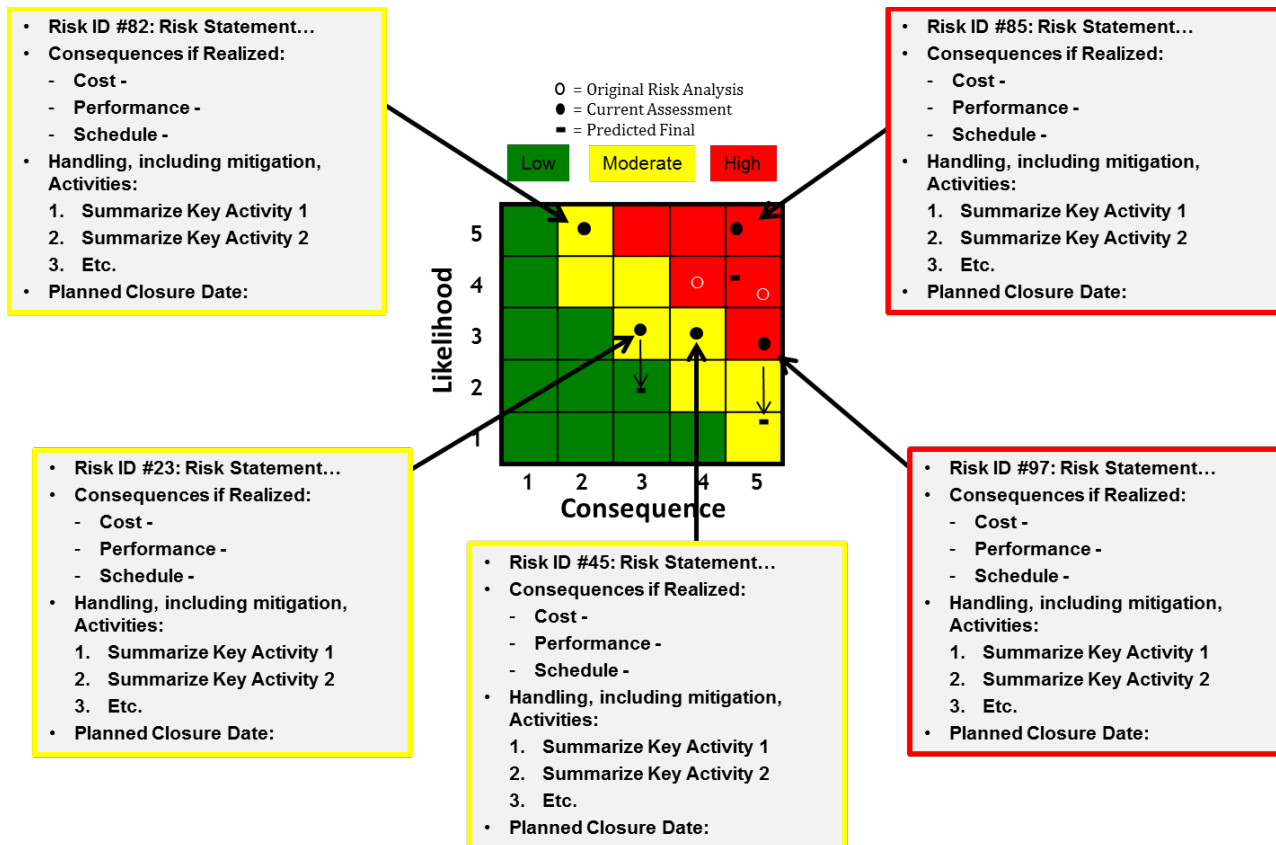 • Risk ID #82: Risk Statement…
• Consequences if Realized:
- Cost -
- Performance -
- Schedule -
• Handling, including mitigation,
Activities:
1. Summarize Key Activity 1
2. Summarize Key Activity 2
3. Etc.
• Planned Closure Date:
O = Original Risk Analysis
● = Current Assessment
- = Predicted Final
Low Moderate High
• Risk ID #85: Risk Statement…
• Consequences if Realized:
- Cost -
- Performance -
- Schedule -
• Handling, including mitigation,
Activities:
1. Summarize Key Activity 1
2. Summarize Key Activity 2
3. Etc.
• Planned Closure Date:
Likelihood
5
4
3
2
1
1 2 3 4 5
Consequence
• Risk ID #23: Risk Statement…
• Consequences if Realized:
- Cost -
- Performance -
- Schedule -
• Handling, including mitigation,
Activities:
1. Summarize Key Activity 1
2. Summarize Key Activity 2
3. Etc.
• Planned Closure Date:
• Risk ID #45: Risk Statement…
• Consequences if Realized:
- Cost -
- Performance -
- Schedule -
• Handling, including mitigation,
Activities:
1. Summarize Key Activity 1
2. Summarize Key Activity 2
3. Etc.
• Planned Closure Date:
• Risk ID #97: Risk Statement…
• Consequences if Realized:
- Cost -
- Performance -
- Schedule -
• Handling, including mitigation,
Activities:
1. Summarize Key Activity 1
2. Summarize Key Activity 2
3. Etc.
• Planned Closure Date: